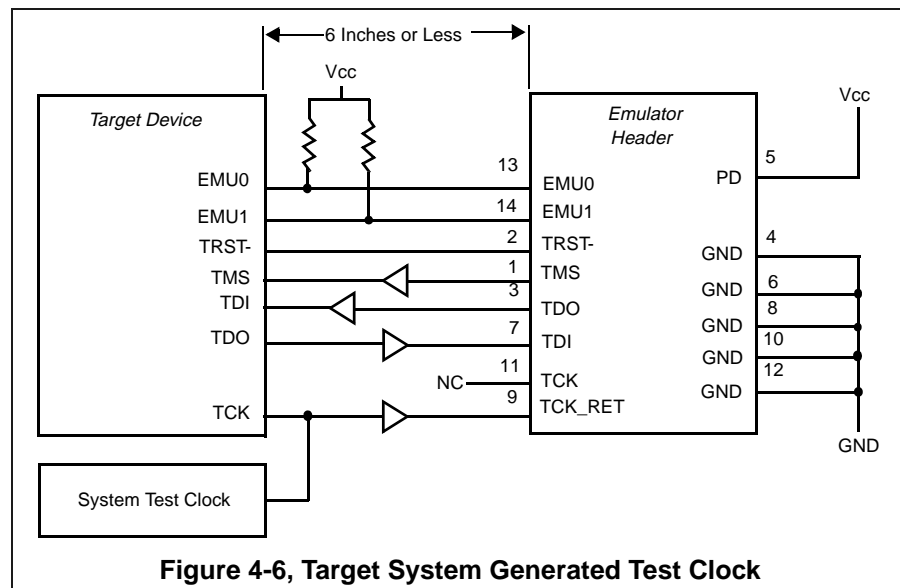 6 Inches or Less
Vcc
Target Device
EMU0
EMU1
TRST-
TMS
TDI
TDO
TCK
System Test Clock
13
14
2
1
3
7
11
9
NC
Emulator
Header
EMU0
EMU1
TRST-
TMS
TDO
TDI
TCK
TCK_RET
PD
GND
GND
GND
GND
GND
5
4
6
8
10
12
Vcc
GND
Figure 4-6, Target System Generated Test Clock